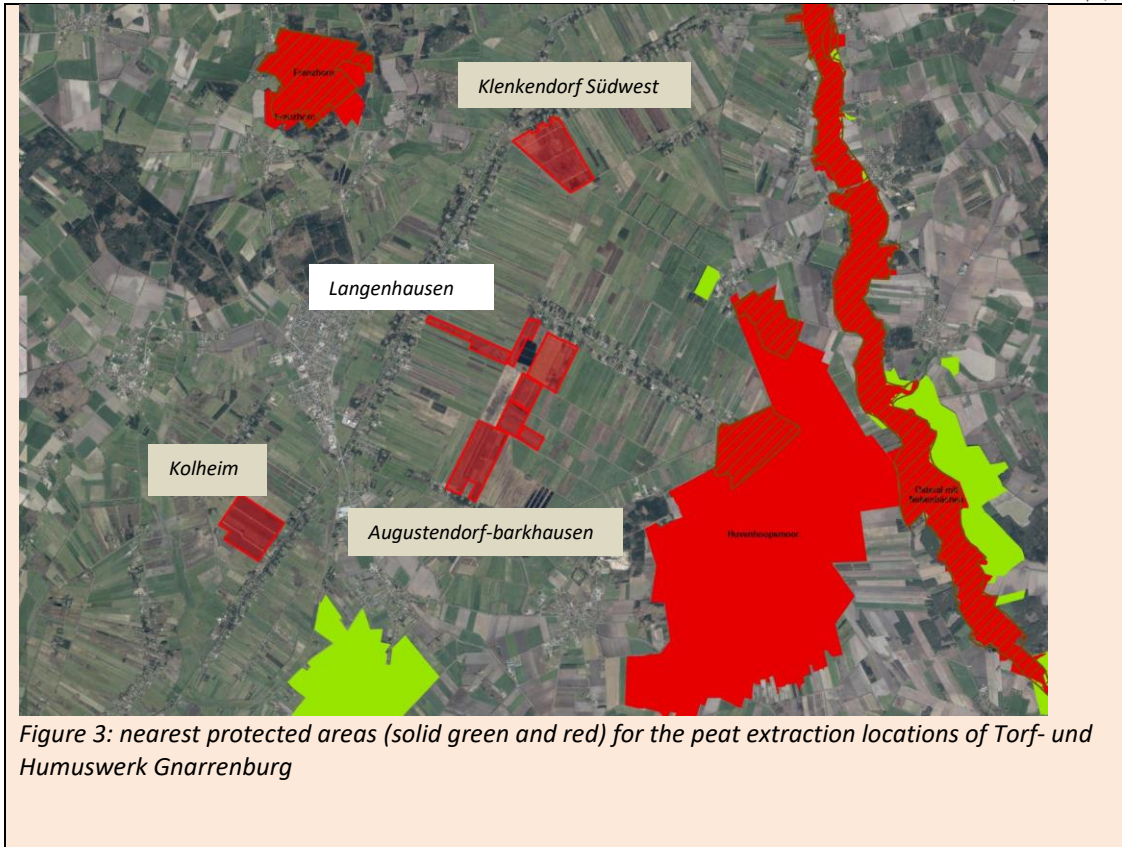 Franzhorn
Klenkendorf Südwest
Langenhausen
Kolheim
Augustendorf-barkhausen
Huvenhoopsmoor
Figure 3: nearest protected areas (solid green and red) for the peat extraction locations of Torf- und
Humuswerk Gnarrenburg